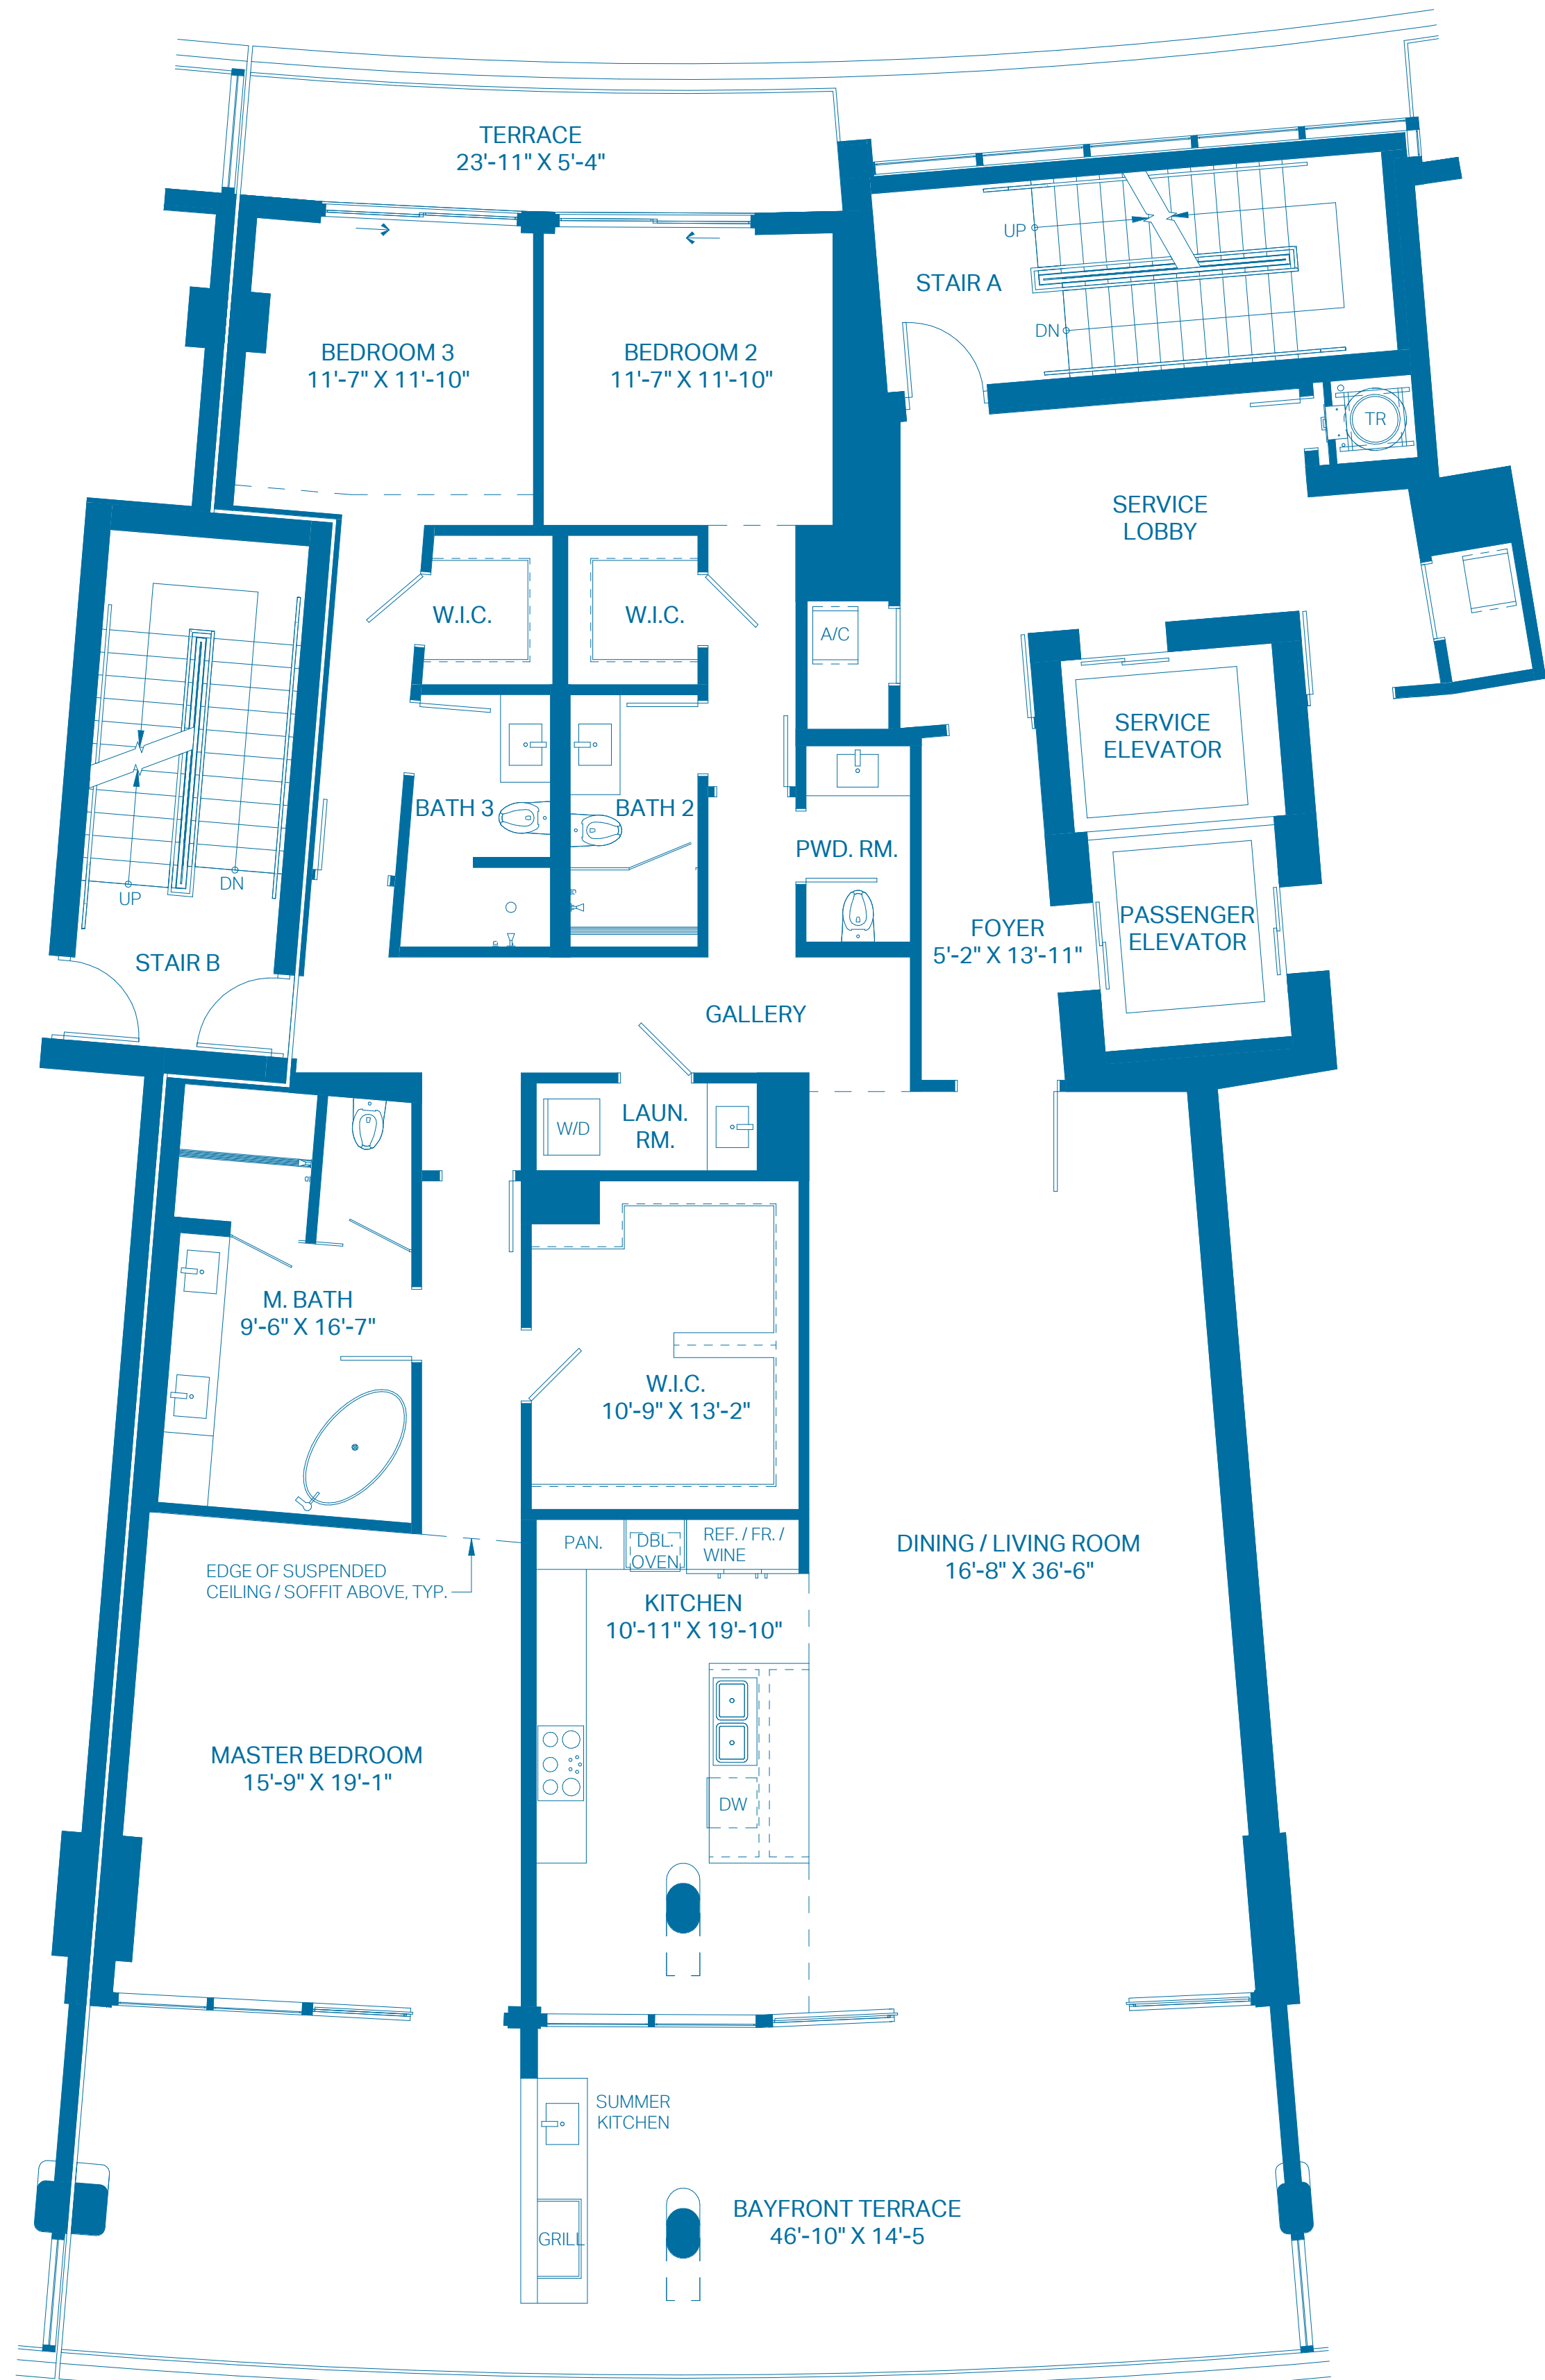 TERRACE
23'-11" X 5'-4"
UP
STAIR A
DN
BEDROOM 3
11'-7" X 11'-10"
BEDROOM 2
11'-7" X 11'-10"
TR
SERVICE
LOBBY
W.I.C.
W.I.C.
A/C
SERVICE
ELEVATOR
BATH 3
BATH 2
PWD. RM.
UP
DN
STAIR B
FOYER
5'-2" X 13'-11"
PASSENGER
ELEVATOR
GALLERY
W/D
LAUN.
RM.
M. BATH
9'-6" X 16'-7"
W.I.C.
10'-9" X 13'-2"
PAN.
DBL.
OVEN
REF. / FR. /
WINE
EDGE OF SUSPENDED
CEILING / SOFFIT ABOVE, TYP.
KITCHEN
10'-11" X 19'-10"
DINING / LIVING ROOM
16'-8" X 36'-6"
MASTER BEDROOM
15'-9" X 19'-1"
DW
SUMMER
KITCHEN
GRILL
BAYFRONT TERRACE
46'-10" X 14'-5